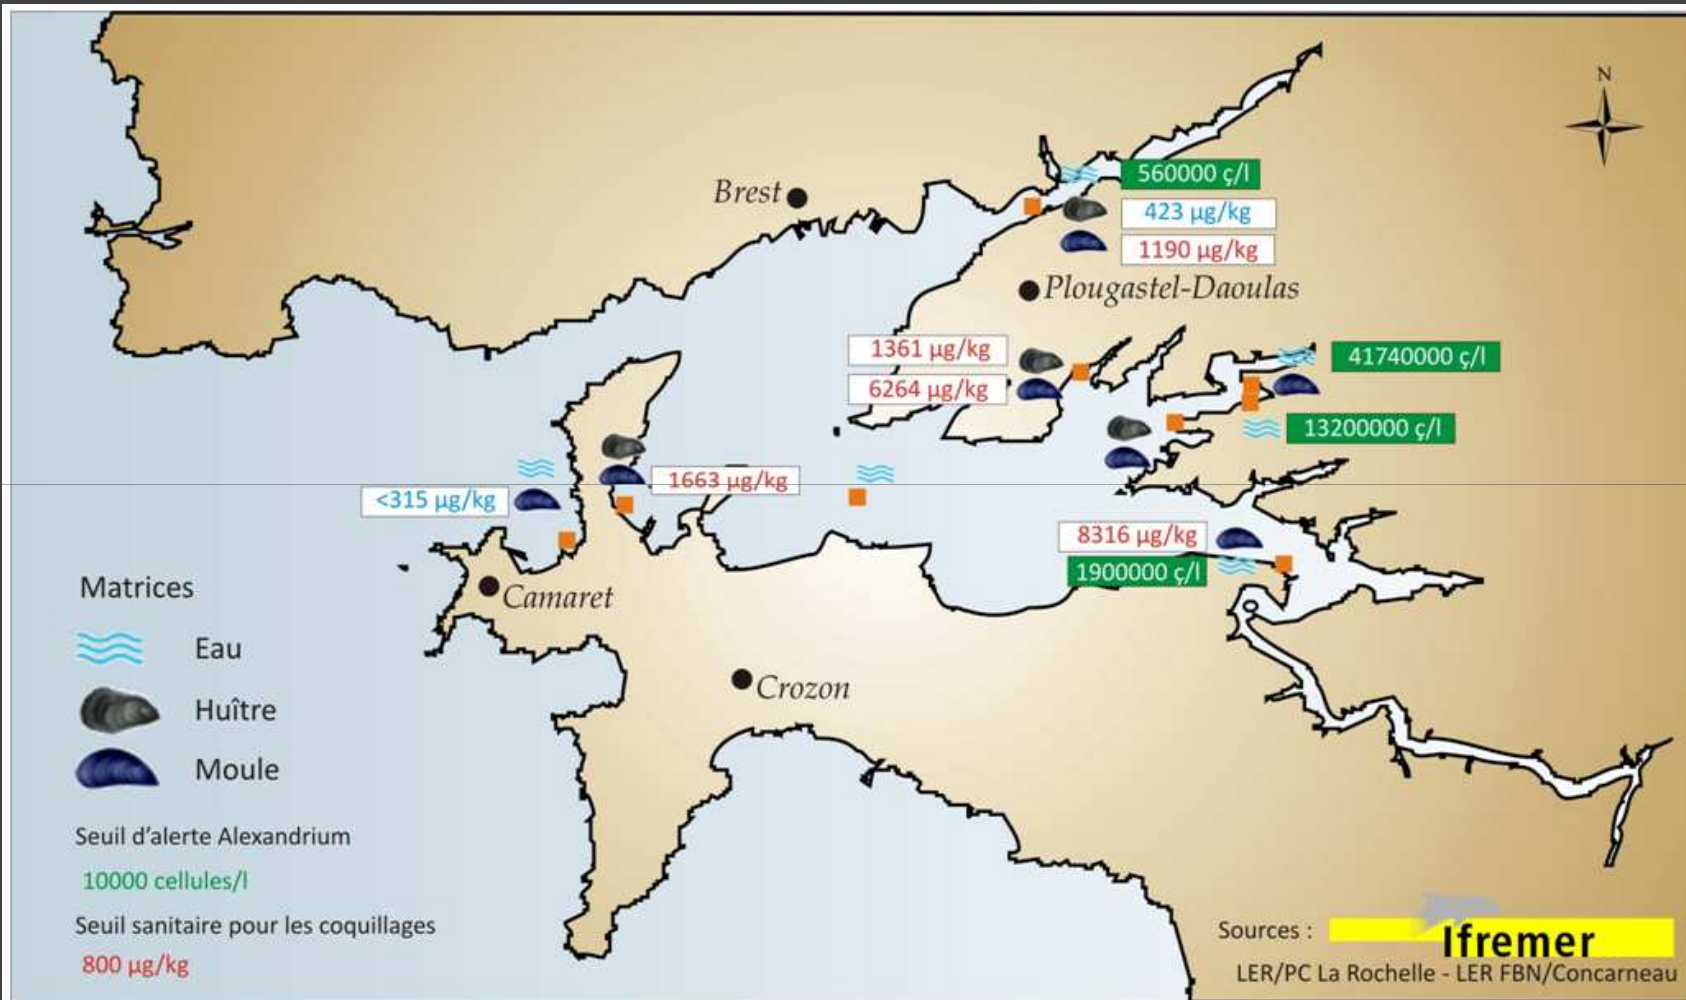 N
560000 ç/l
Brest
423 µg/kg
1190 µg/kg
Plougastel-Daoulas
1361 µg/kg
41740000 ç/l
6264 µg/kg
13200000 ç/l
1663 µg/kg
<315 µg/kg
8316 µg/kg
1900000 ç/l
Camaret
Crozon
Matrices
Eau
Huître
Moule
Seuil d'alerte Alexandrium
10000 cellules/l
Seuil sanitaire pour les coquillages
800 µg/kg
Sources :
Ifremer
LER/PC La Rochelle - LER FBN/Concarneau